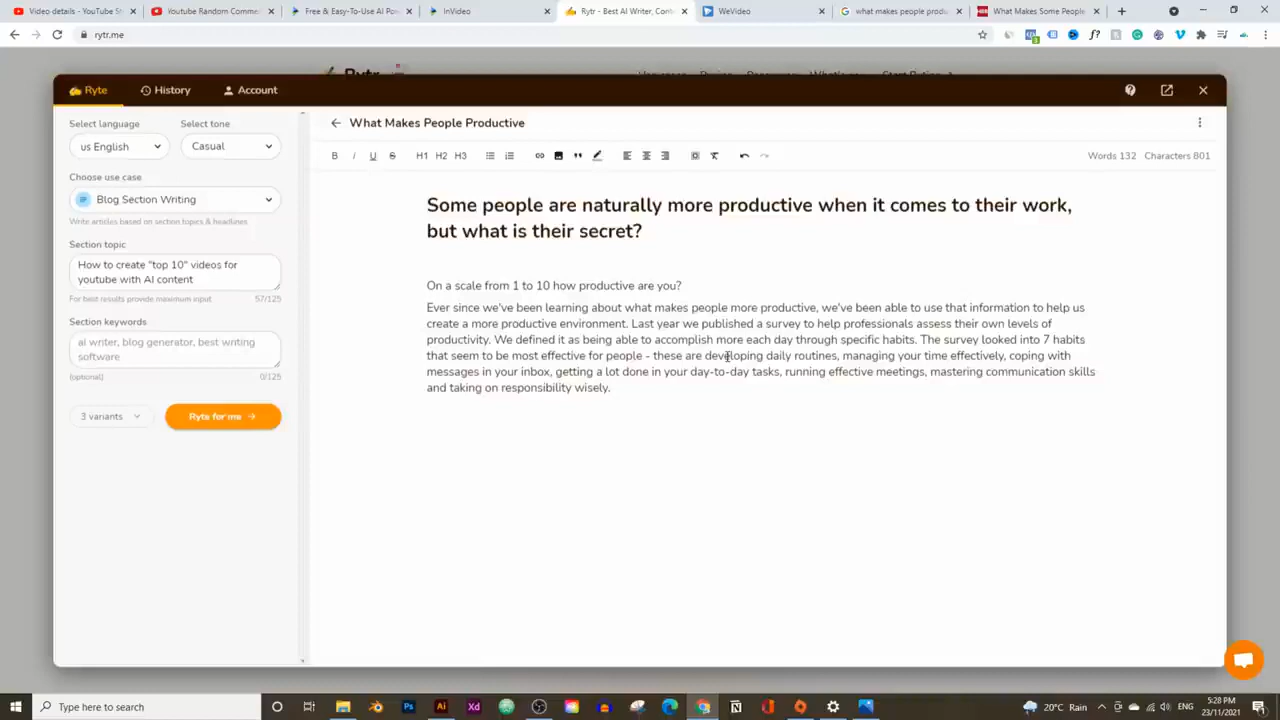 Video details - YouTube St
Youtube Random Comme
Free & Easy-To-Use AI Po
InVideo
Rytr - Best AI Writer, Cont
WeVideo
what makes people produ
What Makes Some People
rytr.me
Ryte
History
Account
Select language
Select tone
us English
Casual
Choose use case
Blog Section Writing
Write articles based on section topics & headlines
Section topic
How to create "top 10" videos for
youtube with AI content
For best results provide minimum input
57/125
Section keywords
ai writer, blog generator, best writing
software
(optional)
0/125
3 variants
Ryte for me
What Makes People Productive
B I U S H1 H2 H3
Words 132 Characters 801
Some people are naturally more productive when it comes to their work,
but what is their secret?
On a scale from 1 to 10 how productive are you?
Ever since we've been learning about what makes people more productive, we've been able to use that information to help us
create a more productive environment. Last year we published a survey to help professionals assess their own levels of
productivity. We defined it as being able to accomplish more each day through specific habits. The survey looked into 7 habits
that seem to be most effective for people - these are developing daily routines, managing your time effectively, coping with
messages in your inbox, getting a lot done in your day-to-day tasks, running effective meetings, mastering communication skills
and taking on responsibility wisely.
Type here to search
20°C Rain
ENG
5:28 PM
23/11/2021